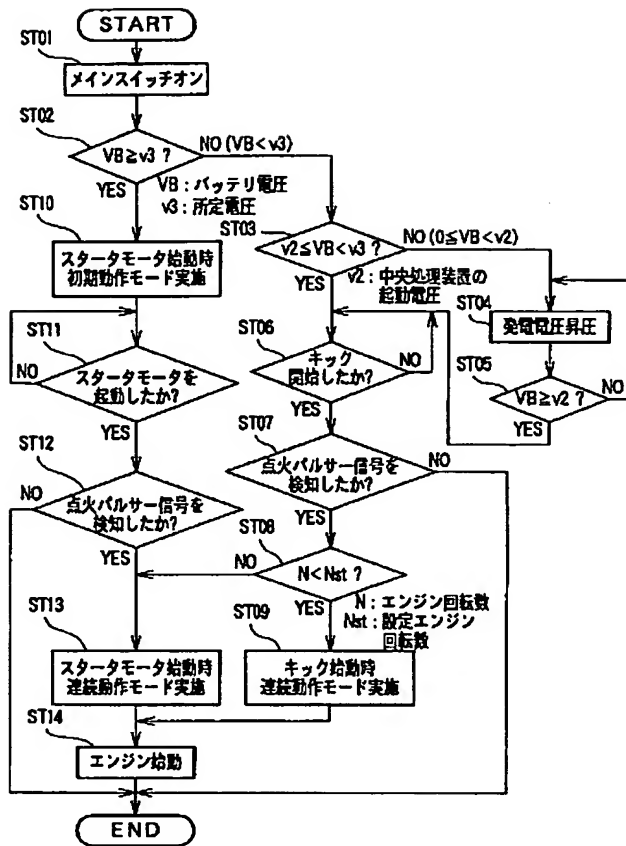 START
ST01
メインスイッチオン
ST02
VB≧v3 ?
NO (VB<v3)
YES
VB：バッテリ電圧
v3：所定電圧
ST10
スタータモータ始動時
初期動作モード実施
ST03
v2≦VB<v3 ?
NO (0≦VB<v2)
YES
v2：中央処理装置の
起動電圧
ST04
発電電圧昇圧
ST05
VB≧v2 ?
NO
YES
ST06
キック
開始したか?
NO
YES
ST11
スタータモータを
起動したか?
NO
YES
ST07
点火パルサー信号を
検知したか?
NO
YES
ST12
点火パルサー信号を
検知したか?
NO
YES
ST08
N<Nst ?
NO
YES
N：エンジン回転数
Nst：設定エンジン
回転数
ST13
スタータモータ始動時
連続動作モード実施
ST09
キック始動時
連続動作モード実施
ST14
エンジン始動
END